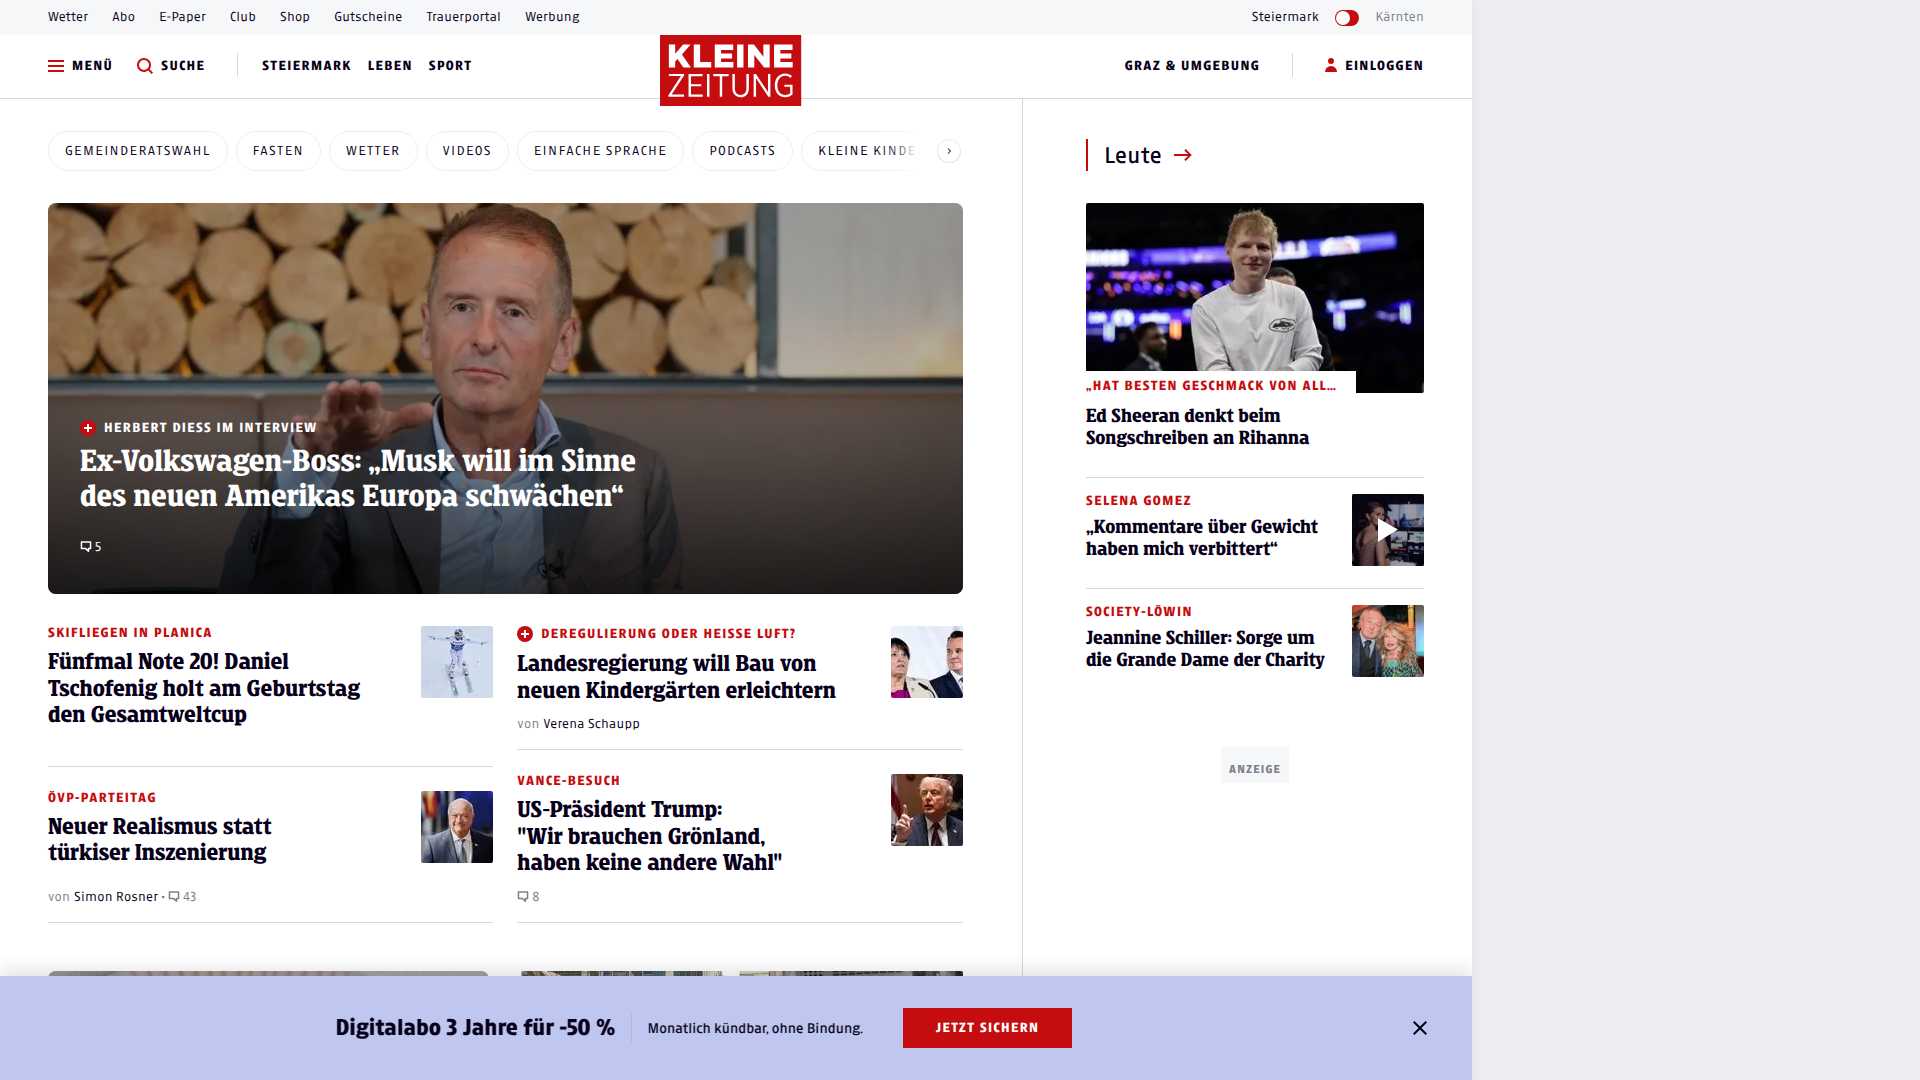 Wetter Abo E-Paper Club Shop Gutscheine Trauerportal Werbung Steiermark Kärnten
MENÜ SUCHE STEIERMARK LEBEN SPORT KLEINE ZEITUNG GRAZ & UMGEBUNG EINLOGGEN
GEMEINDERATSWAHL FASTEN WETTER VIDEOS EINFACHE SPRACHE PODCASTS KLEINE KINDE
HERBERT DIESS IM INTERVIEW
Ex-Volkswagen-Boss: „Musk will im Sinne
des neuen Amerikas Europa schwächen“
5
SKIFLIEGEN IN PLANICA
Fünfmal Note 20! Daniel
Tschofenig holt am Geburtstag
den Gesamtweltcup
ÖVP-PARTEITAG
Neuer Realismus statt
türkiser Inszenierung
von Simon Rosner · 43
DEREGULIERUNG ODER HEISSE LUFT?
Landesregierung will Bau von
neuen Kindergärten erleichtern
von Verena Schaupp
VANCE-BESUCH
US-Präsident Trump:
"Wir brauchen Grönland,
haben keine andere Wahl"
8
Leute
„HAT BESTEN GESCHMACK VON ALL...
Ed Sheeran denkt beim
Songschreiben an Rihanna
SELENA GOMEZ
„Kommentare über Gewicht
haben mich verbittert“
SOCIETY-LÖWIN
Jeannine Schiller: Sorge um
die Grande Dame der Charity
ANZEIGE
Digitalabo 3 Jahre für -50 % Monatlich kündbar, ohne Bindung. JETZT SICHERN